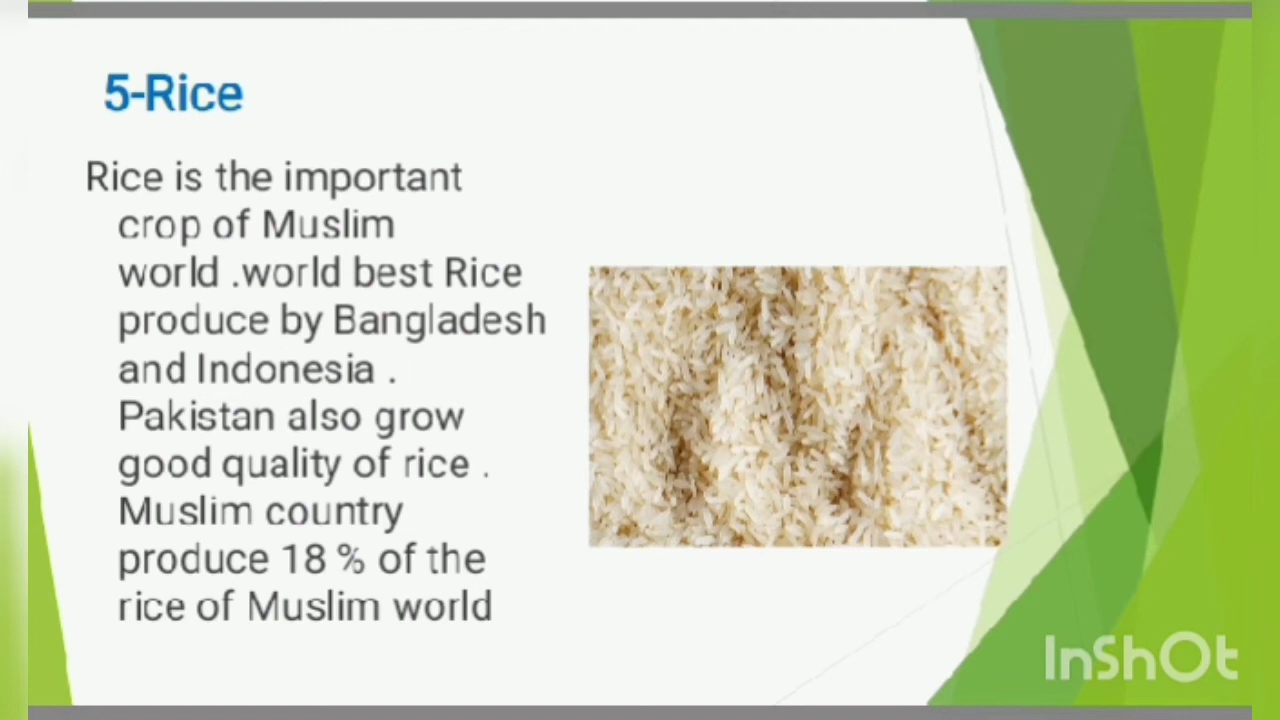 5-Rice
Rice is the important
crop of Muslim
world .world best Rice
produce by Bangladesh
and Indonesia .
Pakistan also grow
good quality of rice .
Muslim country
produce 18 % of the
rice of Muslim world
InShOt